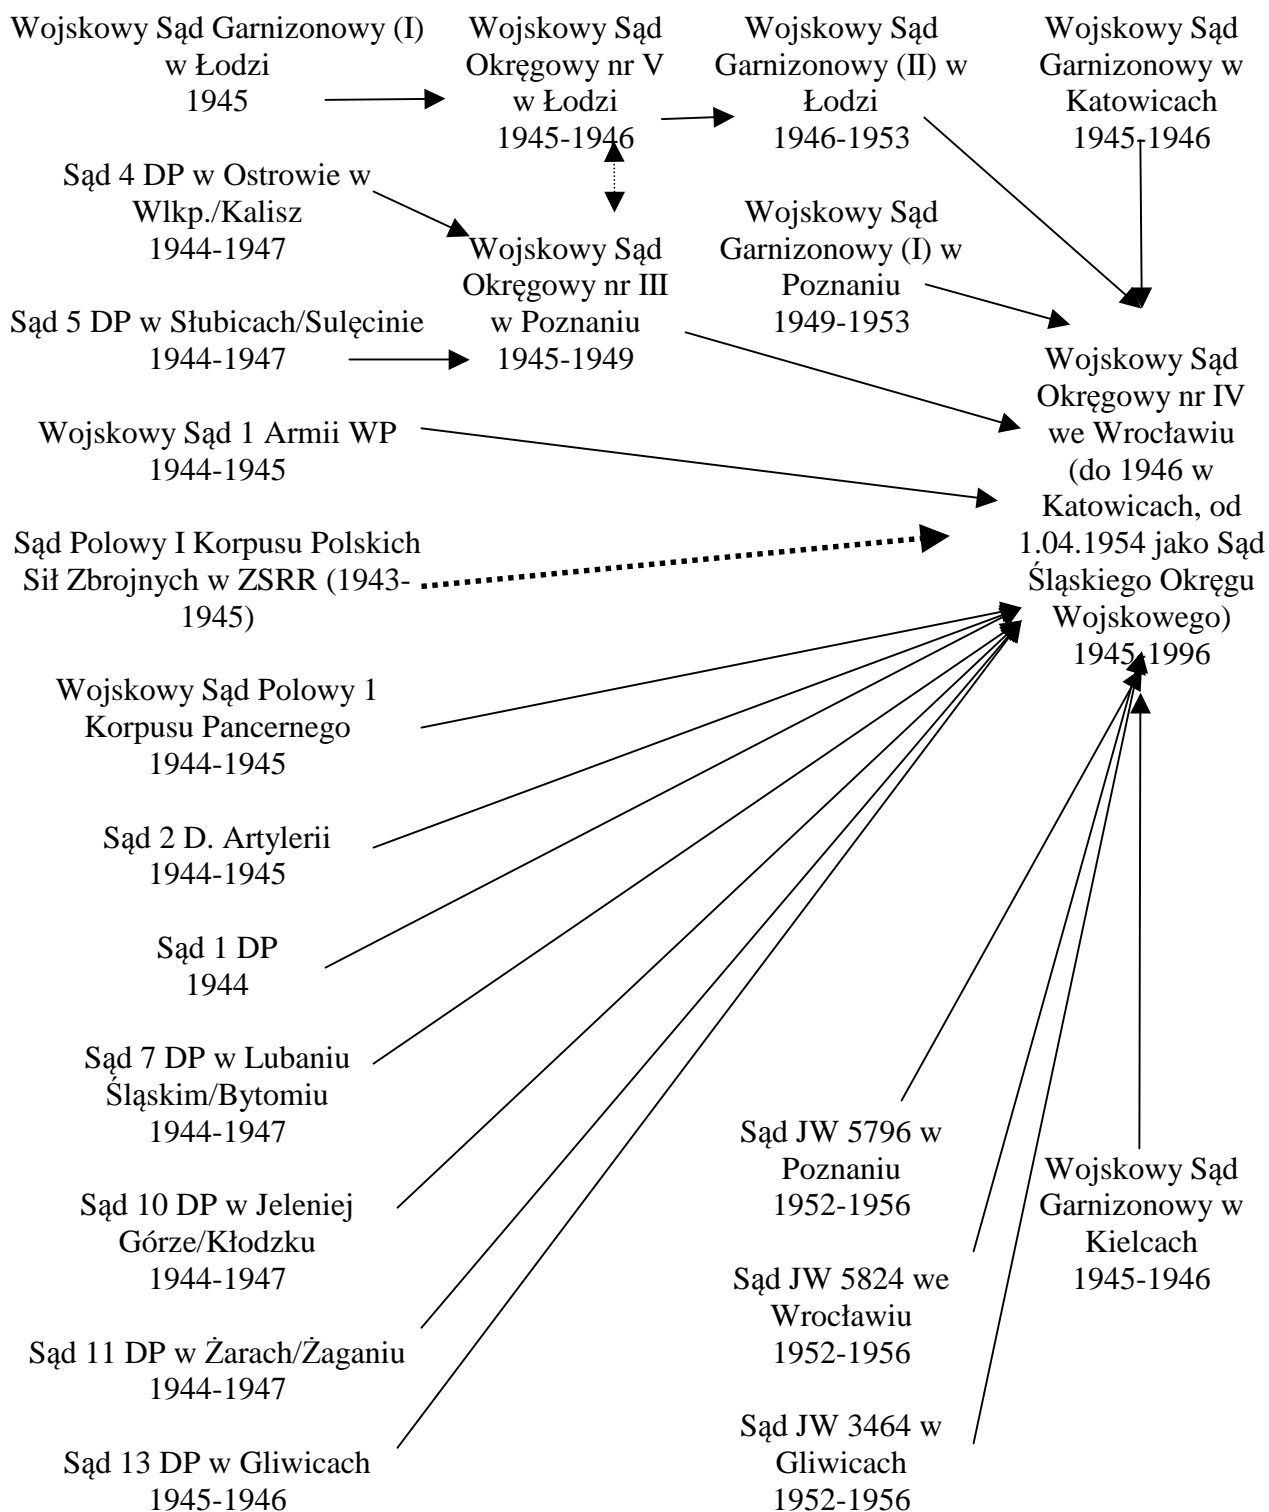 Wojskowy Sąd Garnizonowy (I)
w Łodzi
1945
Wojskowy Sąd
Okręgowy nr V
w Łodzi
1945-1946
Wojskowy Sąd
Garnizonowy (II) w
Łodzi
1946-1953
Wojskowy Sąd
Garnizonowy w
Katowicach
1945-1946
Sąd 4 DP w Ostrowie w
Wlkp./Kalisz
1944-1947
Wojskowy Sąd
Okręgowy nr III
w Poznaniu
1945-1949
Wojskowy Sąd
Garnizonowy (I) w
Poznaniu
1949-1953
Sąd 5 DP w Słubicach/Sulęcinie
1944-1947
Wojskowy Sąd
Okręgowy nr IV
we Wrocławiu
(do 1946 w
Katowicach, od
1.04.1954 jako Sąd
Śląskiego Okręgu
Wojskowego)
1945-1996
Wojskowy Sąd 1 Armii WP
1944-1945
Sąd Polowy I Korpusu Polskich
Sił Zbrojnych w ZSRR (1943-
1945)
Wojskowy Sąd Polowy 1
Korpusu Pancernego
1944-1945
Sąd 2 D. Artylerii
1944-1945
Sąd 1 DP
1944
Sąd 7 DP w Lubaniu
Śląskim/Bytomiu
1944-1947
Sąd 10 DP w Jeleniej
Górze/Kłodzku
1944-1947
Sąd 11 DP w Żarach/Żaganiu
1944-1947
Sąd 13 DP w Gliwicach
1945-1946
Sąd JW 5796 w
Poznaniu
1952-1956
Sąd JW 5824 we
Wrocławiu
1952-1956
Sąd JW 3464 w
Gliwicach
1952-1956
Wojskowy Sąd
Garnizonowy w
Kielcach
1945-1946